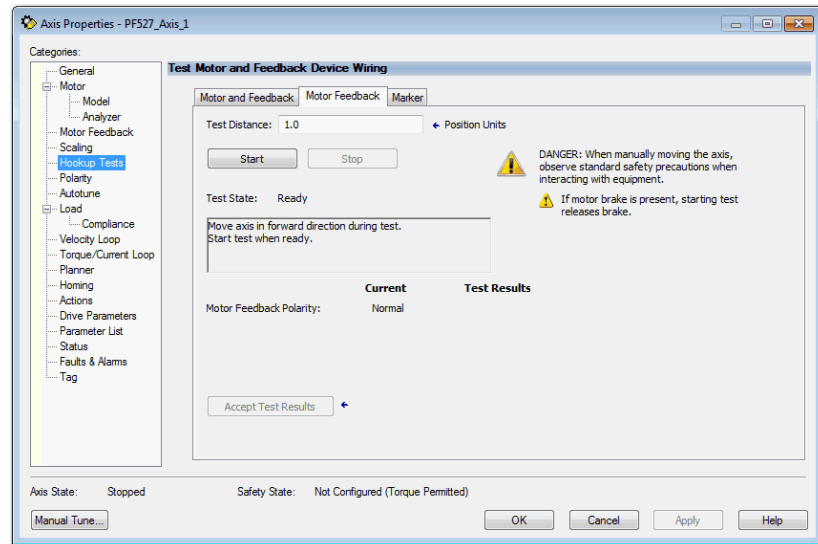 Axis Properties - PF527_Axis_1
Categories:
General
Motor
Model
Analyzer
Motor Feedback
Scaling
Hookup Tests
Polarity
Autotune
Load
Compliance
Velocity Loop
Torque/Current Loop
Planner
Homing
Actions
Drive Parameters
Parameter List
Status
Faults & Alarms
Tag
Test Motor and Feedback Device Wiring
Motor and Feedback Motor Feedback Marker
Test Distance: 1.0 Position Units
Start Stop
DANGER: When manually moving the axis,
observe standard safety precautions when
interacting with equipment.
If motor brake is present, starting test
releases brake.
Test State: Ready
Move axis in forward direction during test.
Start test when ready.
Current Test Results
Motor Feedback Polarity: Normal
Accept Test Results
Axis State: Stopped Safety State: Not Configured (Torque Permitted)
Manual Tune... OK Cancel Apply Help